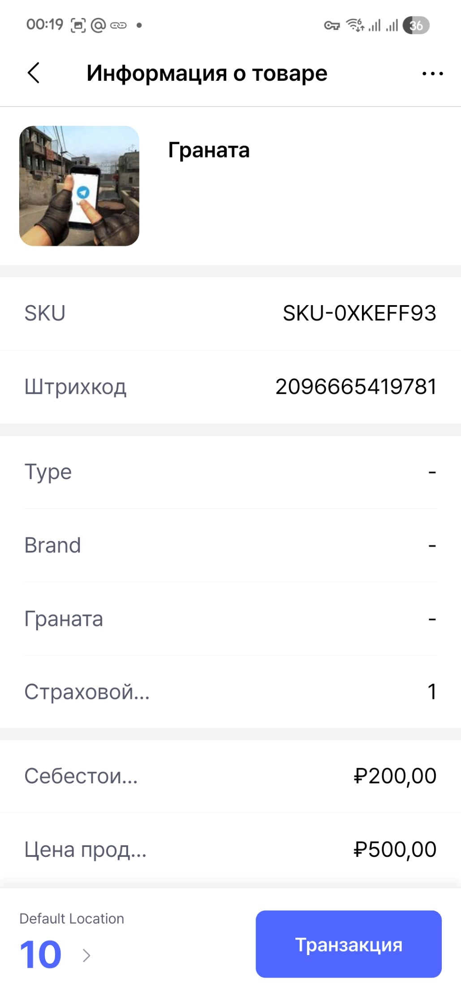 00:19
36
Информация о товаре
Граната
SKU
SKU-0XKEFF93
Штрихкод
2096665419781
Type
-
Brand
-
Граната
-
Страховой...
1
Себестои...
₽200,00
Цена прод...
₽500,00
Default Location
10
Транзакция